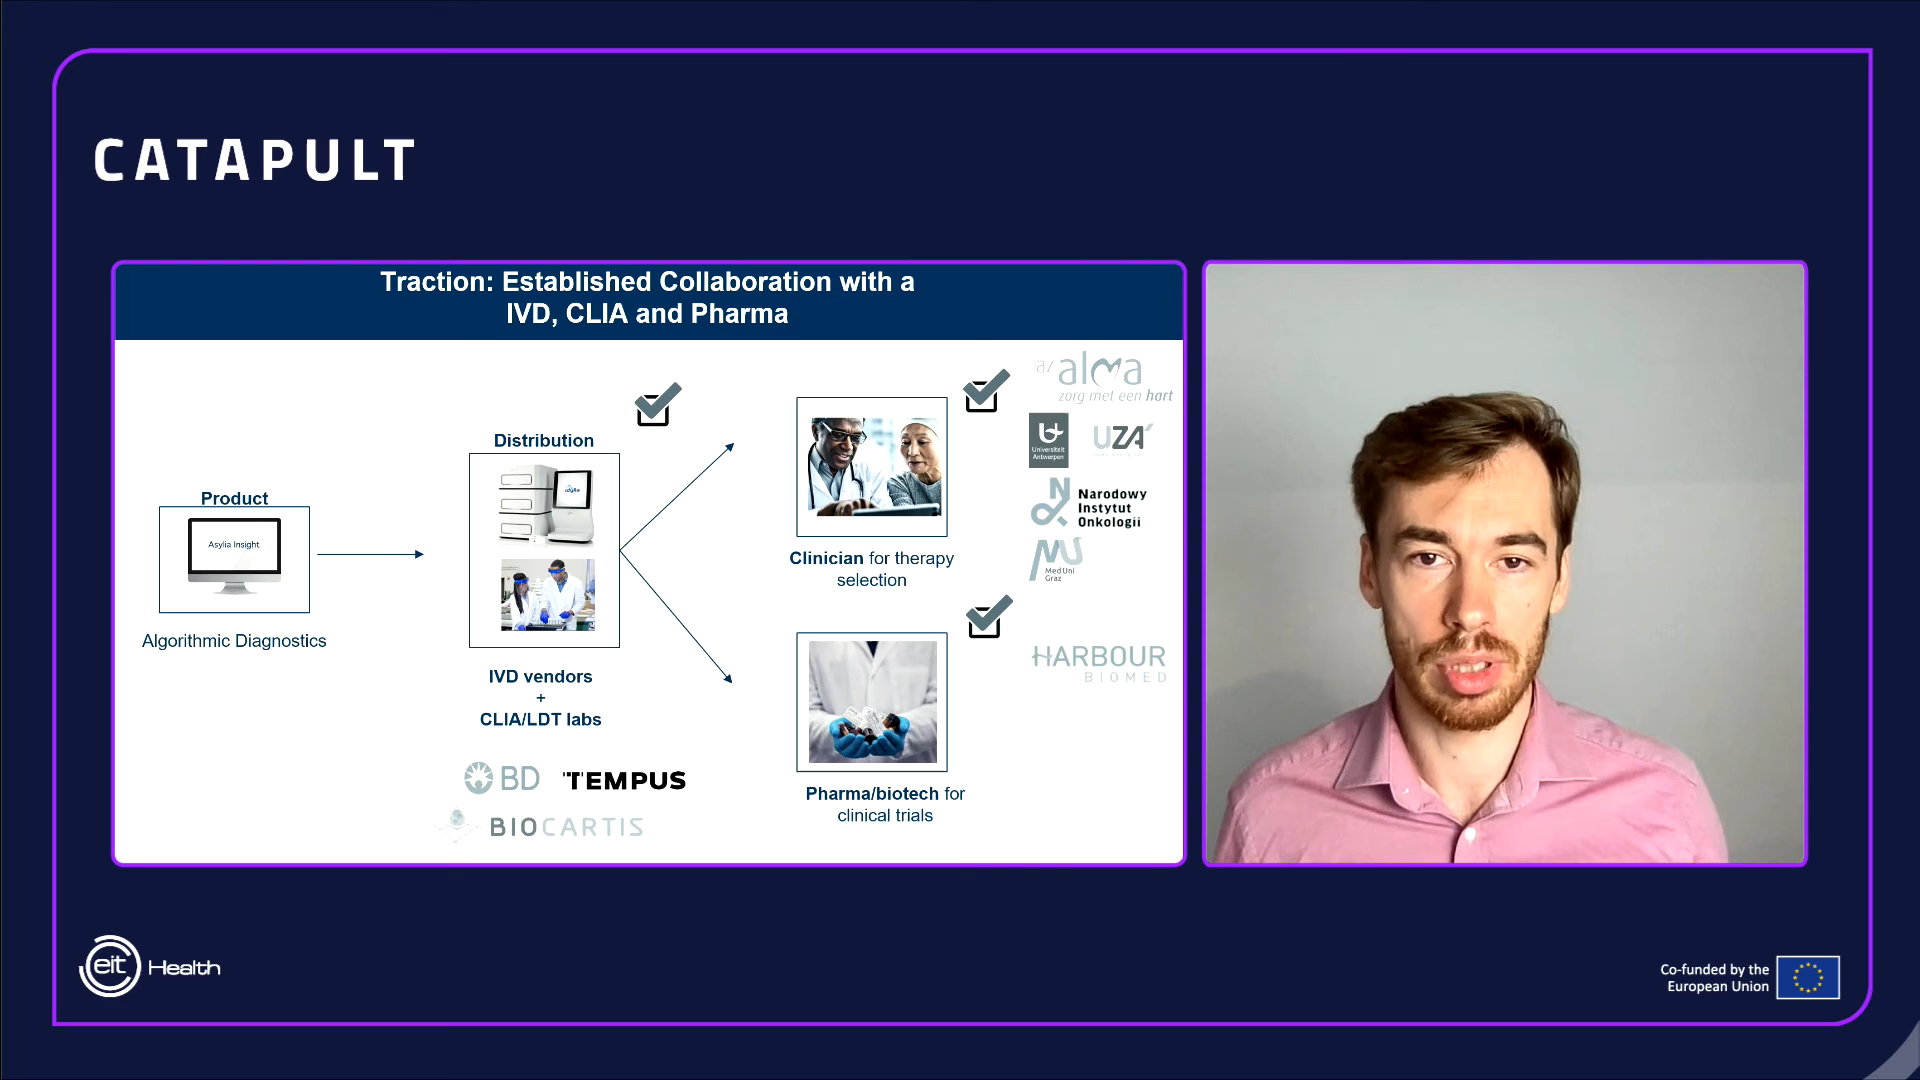 CATAPULT
Traction: Established Collaboration with a
IVD, CLIA and Pharma
Product
Asylia Insight
Algorithmic Diagnostics
Distribution
idylla
IVD vendors
+
CLIA/LDT labs
BD
TEMPUS
BIOCARTIS
Clinician for therapy
selection
Pharma/biotech for
clinical trials
az alma
zorg met een hart
Universiteit
Antwerpen
UZA
Narodowy
Instytut
Onkologii
Med Uni
Graz
HARBOUR
BIOMED
eit Health
Co-funded by the
European Union